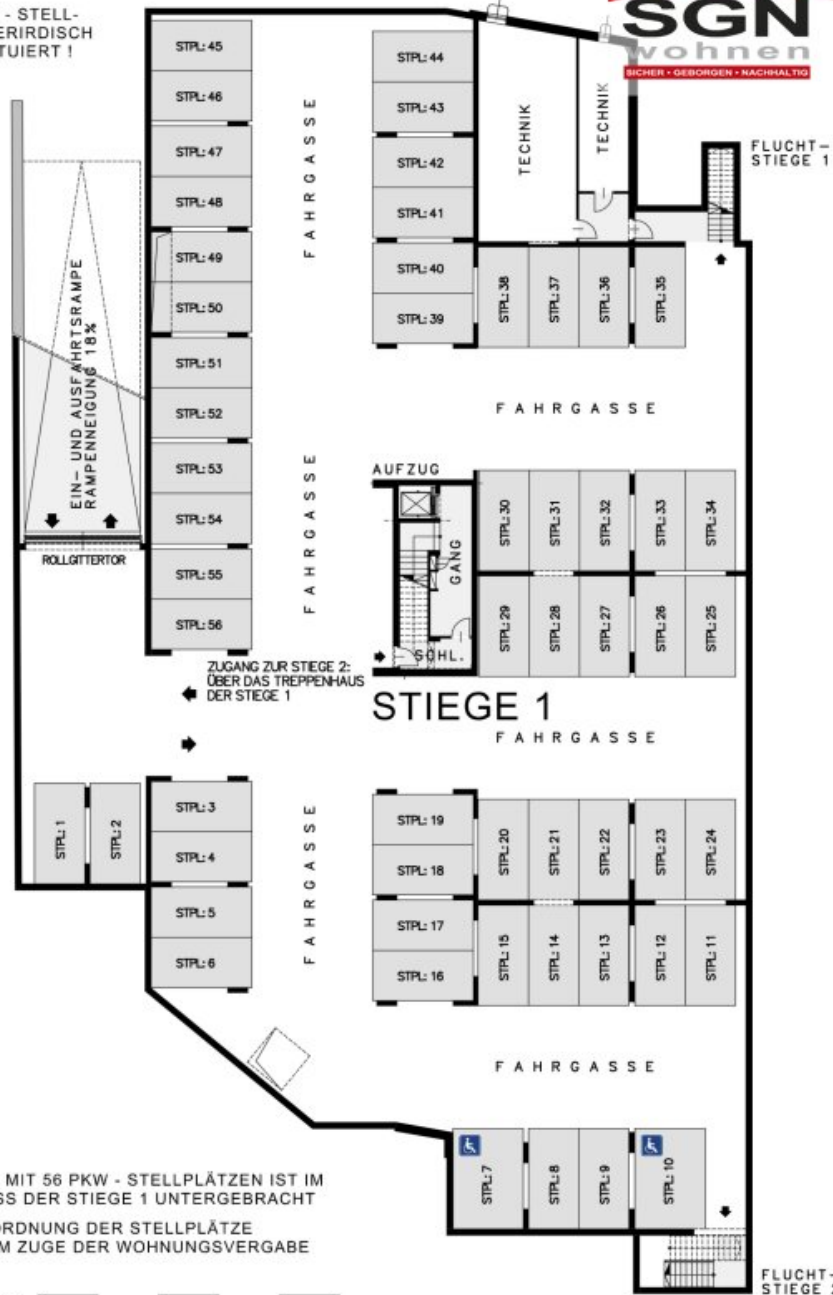 - STELL-
ERIRDISCH
TUIERT !
SGN
wohnen
SICHER • GEBORGEN • NACHHALTIG
STPL: 45
STPL: 46
STPL: 47
STPL: 48
STPL: 49
STPL: 50
STPL: 51
STPL: 52
STPL: 53
STPL: 54
STPL: 55
STPL: 56
FAHRGASSE
FAHRGASSE
STPL: 44
STPL: 43
STPL: 42
STPL: 41
STPL: 40
STPL: 39
TECHNIK
TECHNIK
FLUCHT-
STIEGE 1
STPL: 38
STPL: 37
STPL: 36
STPL: 35
EIN- UND AUSFAHRTSRAMPE
RAMPENNEIGUNG 18%
ROLLGITTERTOR
FAHRGASSE
AUFZUG
GANG
SCHL.
STPL: 30
STPL: 31
STPL: 32
STPL: 33
STPL: 34
STPL: 29
STPL: 28
STPL: 27
STPL: 26
STPL: 25
ZUGANG ZUR STIEGE 2:
ÜBER DAS TREPPENHAUS
DER STIEGE 1
STIEGE 1
FAHRGASSE
STPL: 1
STPL: 2
STPL: 3
STPL: 4
STPL: 5
STPL: 6
FAHRGASSE
STPL: 19
STPL: 18
STPL: 17
STPL: 16
STPL: 20
STPL: 21
STPL: 22
STPL: 23
STPL: 24
STPL: 15
STPL: 14
STPL: 13
STPL: 12
STPL: 11
FAHRGASSE
STPL: 7
STPL: 8
STPL: 9
STPL: 10
MIT 56 PKW - STELLPLÄTZEN IST IM
SS DER STIEGE 1 UNTERGEBRACHT
ORDNUNG DER STELLPLÄTZE
M ZUGE DER WOHNUNGSVERGABE
FLUCHT-
STIEGE 2